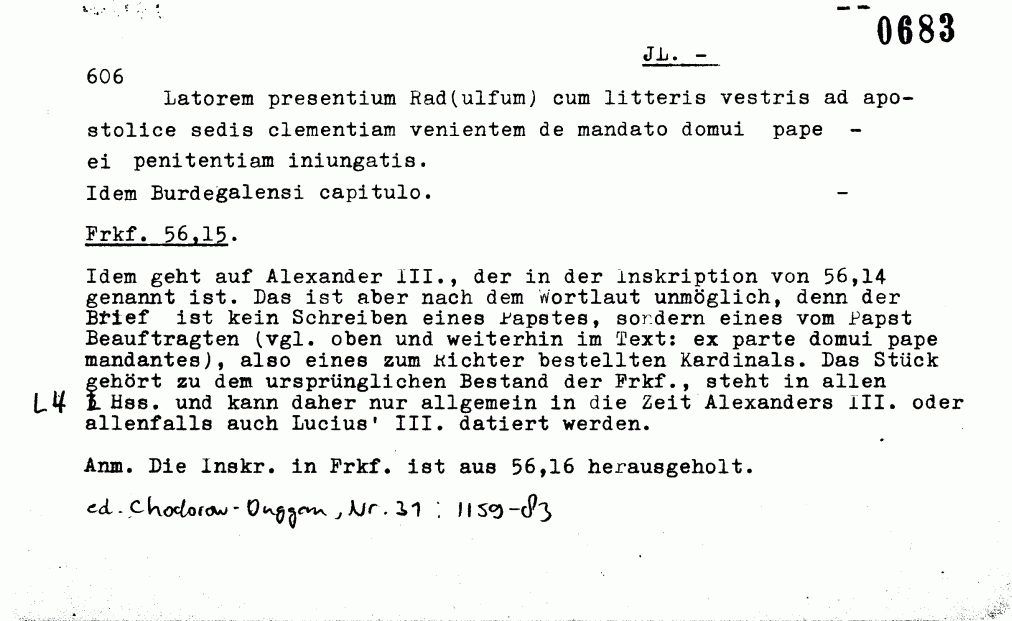 0683
JL. -
606
Latorem presentium Rad(ulfum) cum litteris vestris ad apo-
stolice sedis clementiam venientem de mandato domui pape -
ei penitentiam iniungatis.
Idem Burdegalensi capitulo. -
Frkf. 56,15.
Idem geht auf Alexander III., der in der Inskription von 56,14
genannt ist. Das ist aber nach dem Wortlaut unmöglich, denn der
Brief ist kein Schreiben eines Papstes, sondern eines vom Papst
Beauftragten (vgl. oben und weiterhin im Text: ex parte domui pape
mandantes), also eines zum Richter bestellten Kardinals. Das Stück
gehört zu dem ursprünglichen Bestand der Frkf., steht in allen
L4 Hss. und kann daher nur allgemein in die Zeit Alexanders III. oder
allenfalls auch Lucius' III. datiert werden.
Anm. Die Inskr. in Frkf. ist aus 56,16 herausgeholt.
ed. Chodorow-Duggan, Nr. 31 : 1159-83